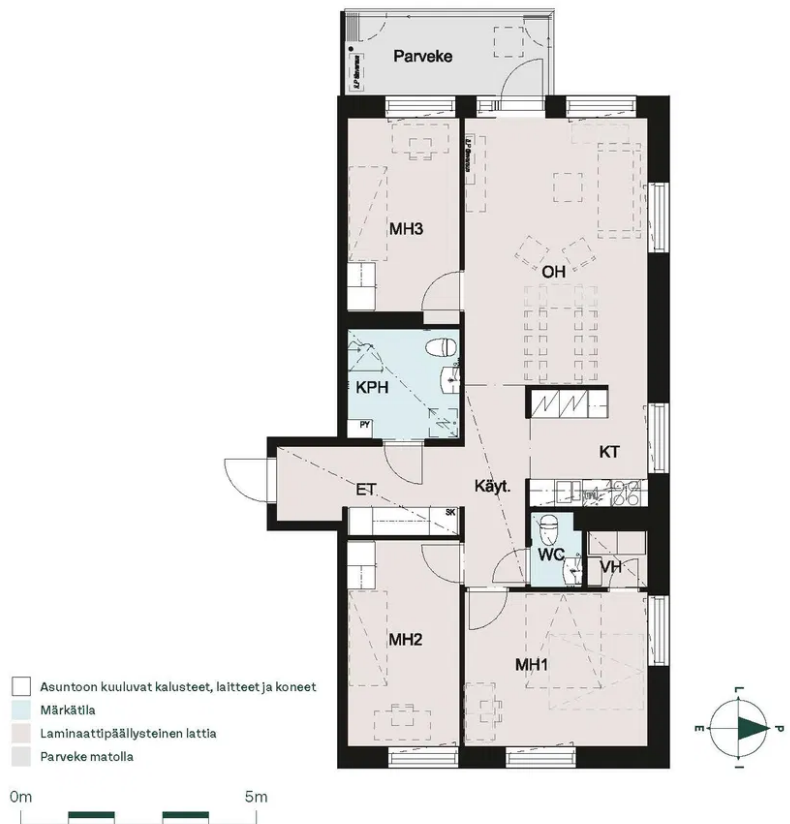 Parveke
MH3
OH
KPH
PY
KT
ET
Käyt.
SK
WC
VH
MH2
MH1
Asuntoon kuuluvat kalusteet, laitteet ja koneet
Märkätila
Laminaattipäällysteinen lattia
Parveke matolla
L
E
P
I
0m
5m